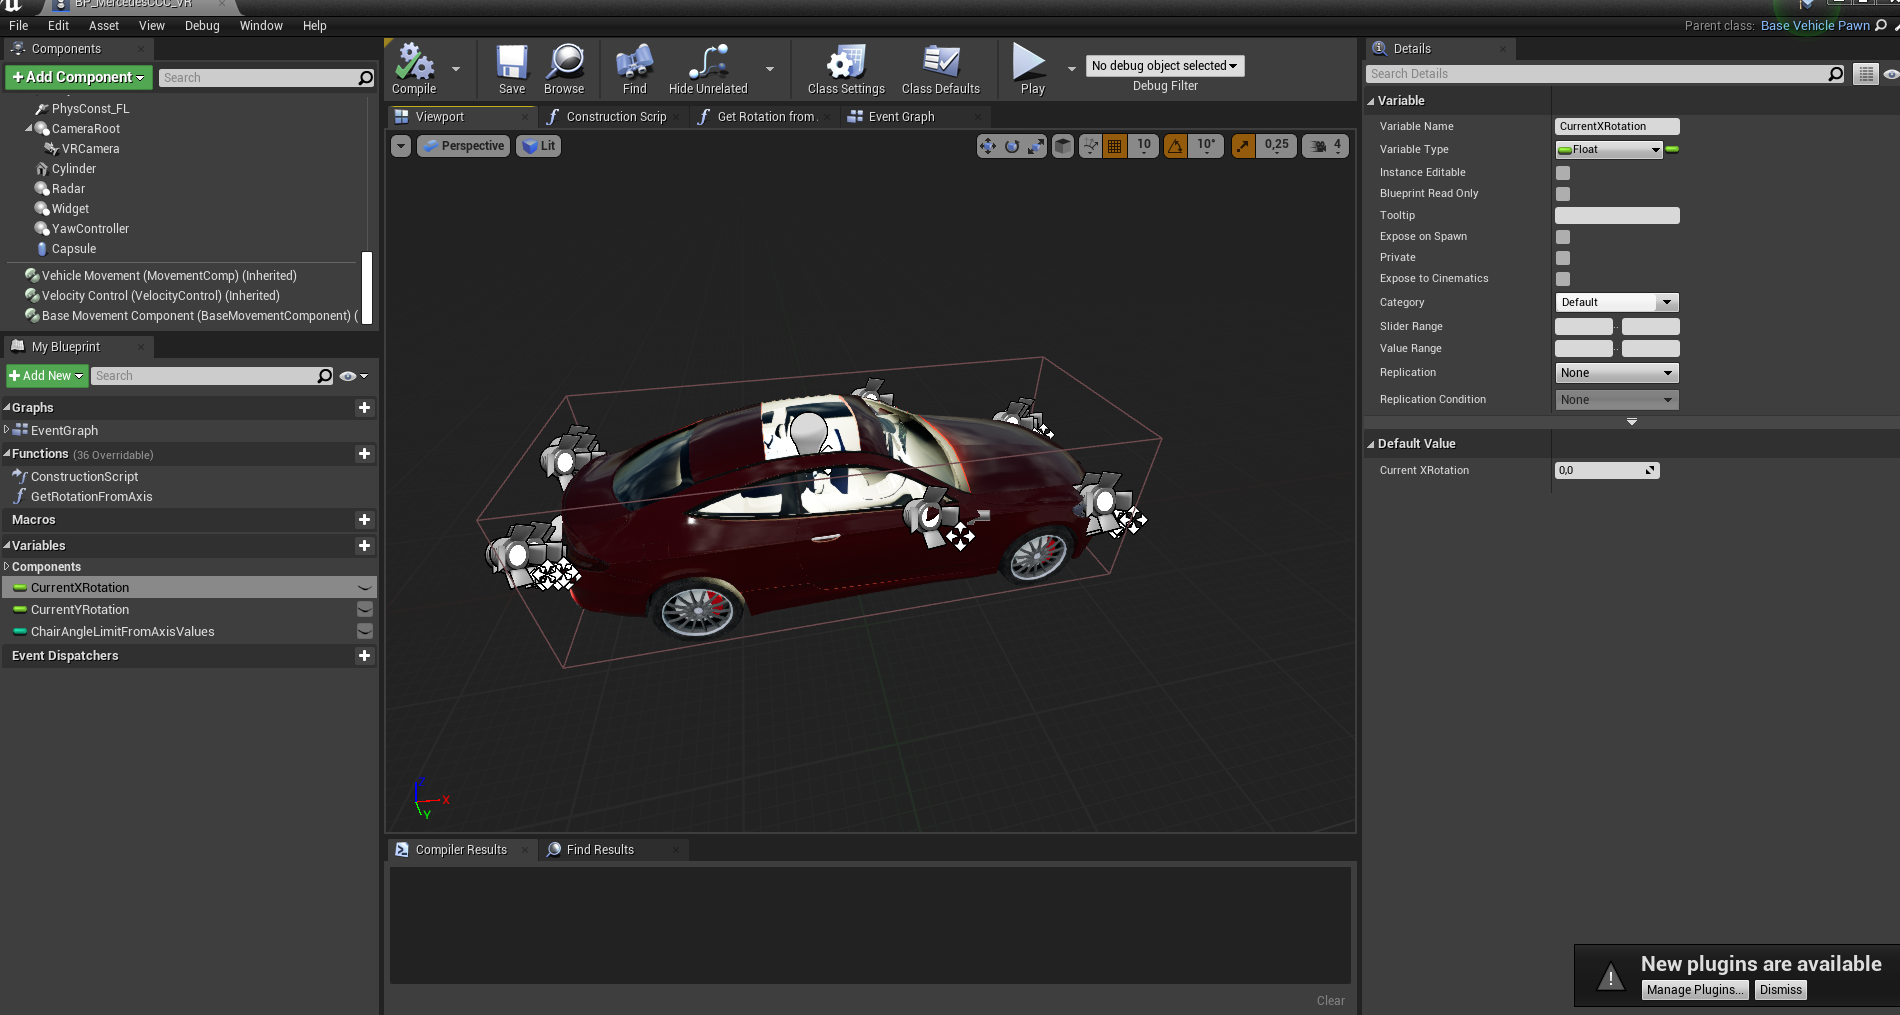 BP_MercedesCCC_VR
File Edit Asset View Debug Window Help
Parent class: Base Vehicle Pawn
Components
+ Add Component
Search
PhysConst_FL
CameraRoot
VRCamera
Cylinder
Radar
Widget
YawController
Capsule
Vehicle Movement (MovementComp) (Inherited)
Velocity Control (VelocityControl) (Inherited)
Base Movement Component (BaseMovementComponent) (
My Blueprint
+ Add New
Search
Graphs
EventGraph
Functions (36 Overridable)
ConstructionScript
GetRotationFromAxis
Macros
Variables
Components
CurrentXRotation
CurrentYRotation
ChairAngleLimitFromAxisValues
Event Dispatchers
Compile
Save
Browse
Find
Hide Unrelated
Class Settings
Class Defaults
Play
No debug object selected
Debug Filter
Viewport
Construction Scrip
Get Rotation from
Event Graph
Perspective
Lit
10
10°
0,25
4
Z
X
Y
Compiler Results
Find Results
Clear
Details
Search Details
Variable
Variable Name CurrentXRotation
Variable Type Float
Instance Editable
Blueprint Read Only
Tooltip
Expose on Spawn
Private
Expose to Cinematics
Category Default
Slider Range
Value Range
Replication None
Replication Condition None
Default Value
Current XRotation 0,0
New plugins are available
Manage Plugins...
Dismiss